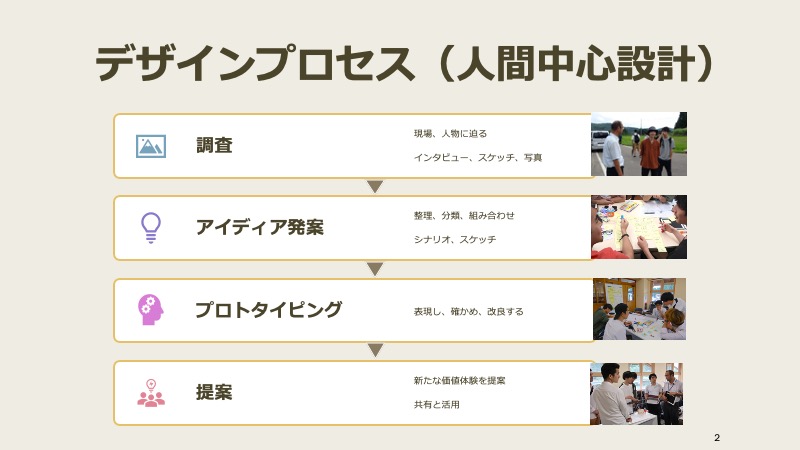 デザインプロセス（人間中心設計）
調査
現場、人物に迫る
インタビュー、スケッチ、写真
アイディア発案
整理、分類、組み合わせ
シナリオ、スケッチ
プロトタイピング
表現し、確かめ、改良する
提案
新たな価値体験を提案
共有と活用
2